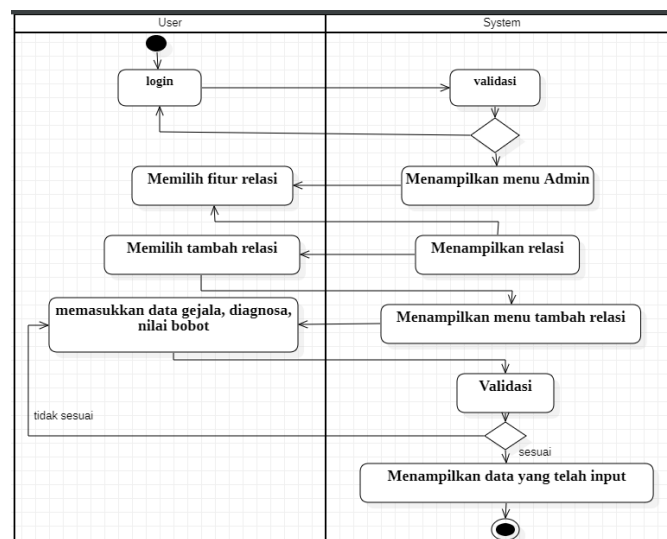 User
System
login
validasi
Memilih fitur relasi
Menampilkan menu Admin
Memilih tambah relasi
Menampilkan relasi
memasukkan data gejala, diagnosa,
nilai bobot
Menampilkan menu tambah relasi
Validasi
tidak sesuai
sesuai
Menampilkan data yang telah input